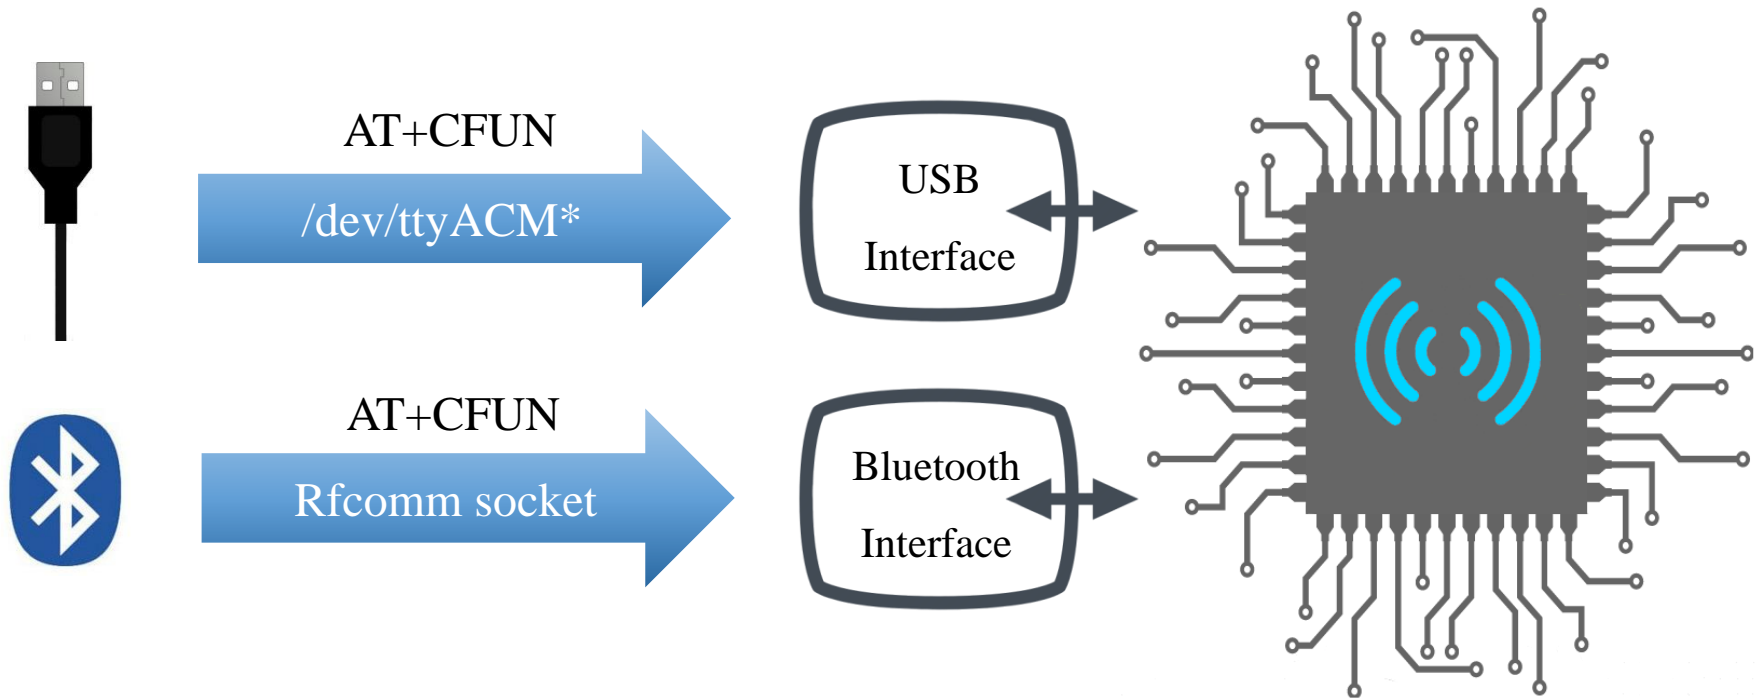 AT+CFUN
/dev/ttyACM*
USB
Interface
AT+CFUN
Rfcomm socket
Bluetooth
Interface